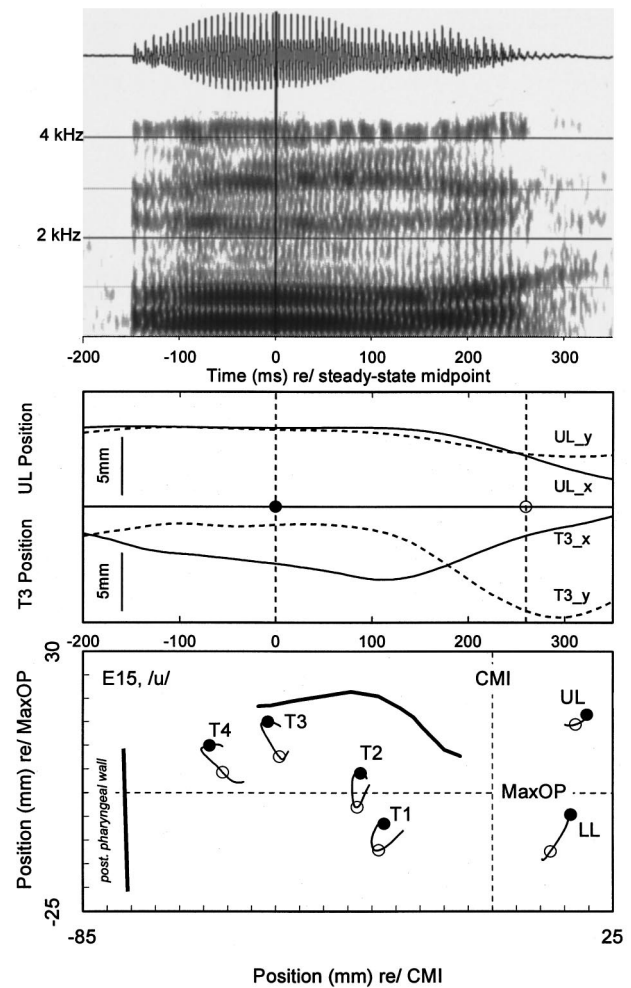 4 kHz
2 kHz
-200 -100 0 100 200 300
Time (ms) re/ steady-state midpoint
UL Position
5mm
UL_y
UL_x
T3 Position
5mm
T3_x
T3_y
-200 -100 0 100 200 300
30
E15, /u/
CMI
UL
T4
T3
T2
MaxOP
T1
LL
post. pharyngeal wall
Position (mm) re/ MaxOP
-25
-85
25
Position (mm) re/ CMI